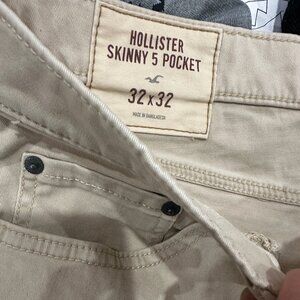 HOLLISTER
SKINNY 5 POCKET
32 x 32
MADE IN BANGLADESH